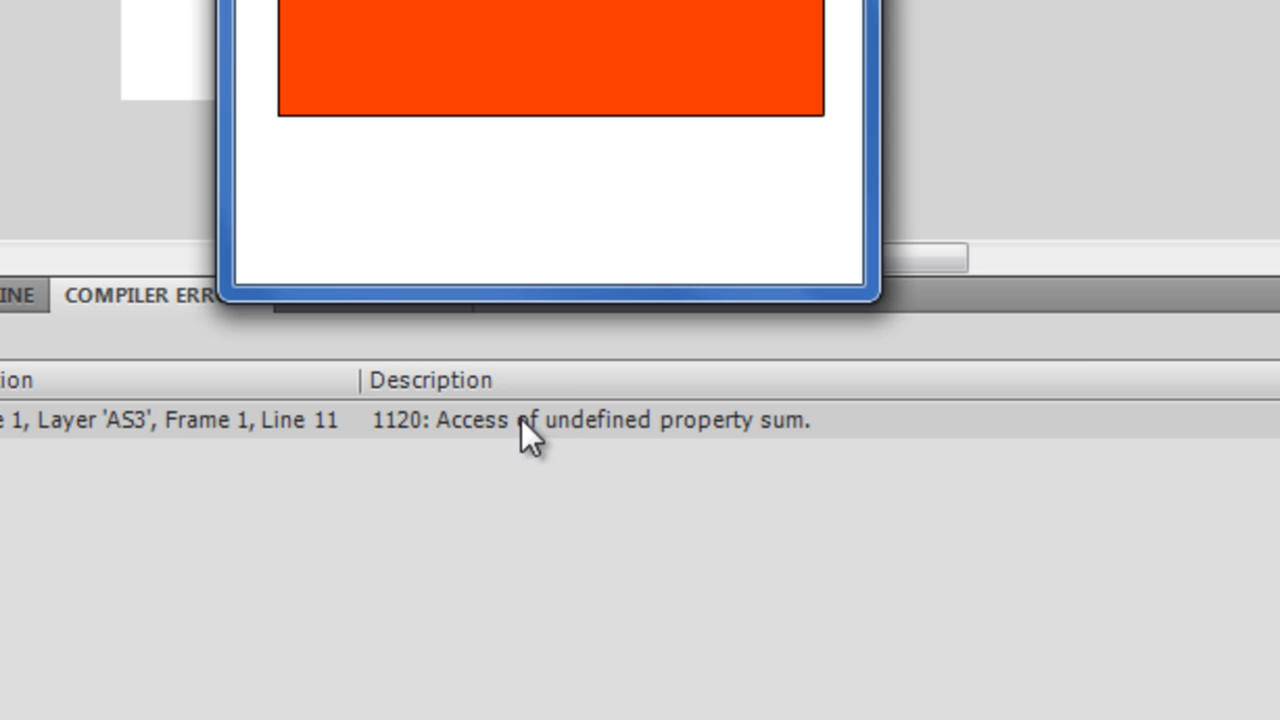 INE COMPILER ERR
ion Description
e 1, Layer 'AS3', Frame 1, Line 11 1120: Access of undefined property sum.